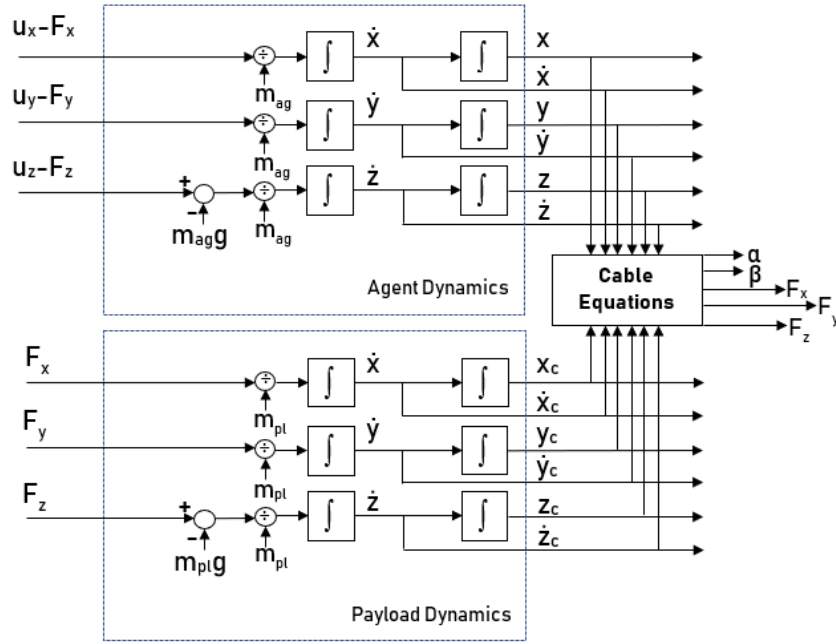 uₓ-Fₓ
ẋ
x
∫
∫
÷
m_ag
ẋ
u_y-F_y
ẏ
y
∫
∫
÷
m_ag
ẏ
u_z-F_z
ż
z
∫
∫
+
÷
−
m_ag g
m_ag
ż
Agent Dynamics
Cable
Equations
α
β
Fₓ
F_y
F_z
Fₓ
ẋ
x_c
∫
∫
÷
m_pl
ẋ_c
F_y
ẏ
y_c
∫
∫
÷
m_pl
ẏ_c
F_z
ż
z_c
∫
∫
+
÷
−
m_pl g
m_pl
ż_c
Payload Dynamics